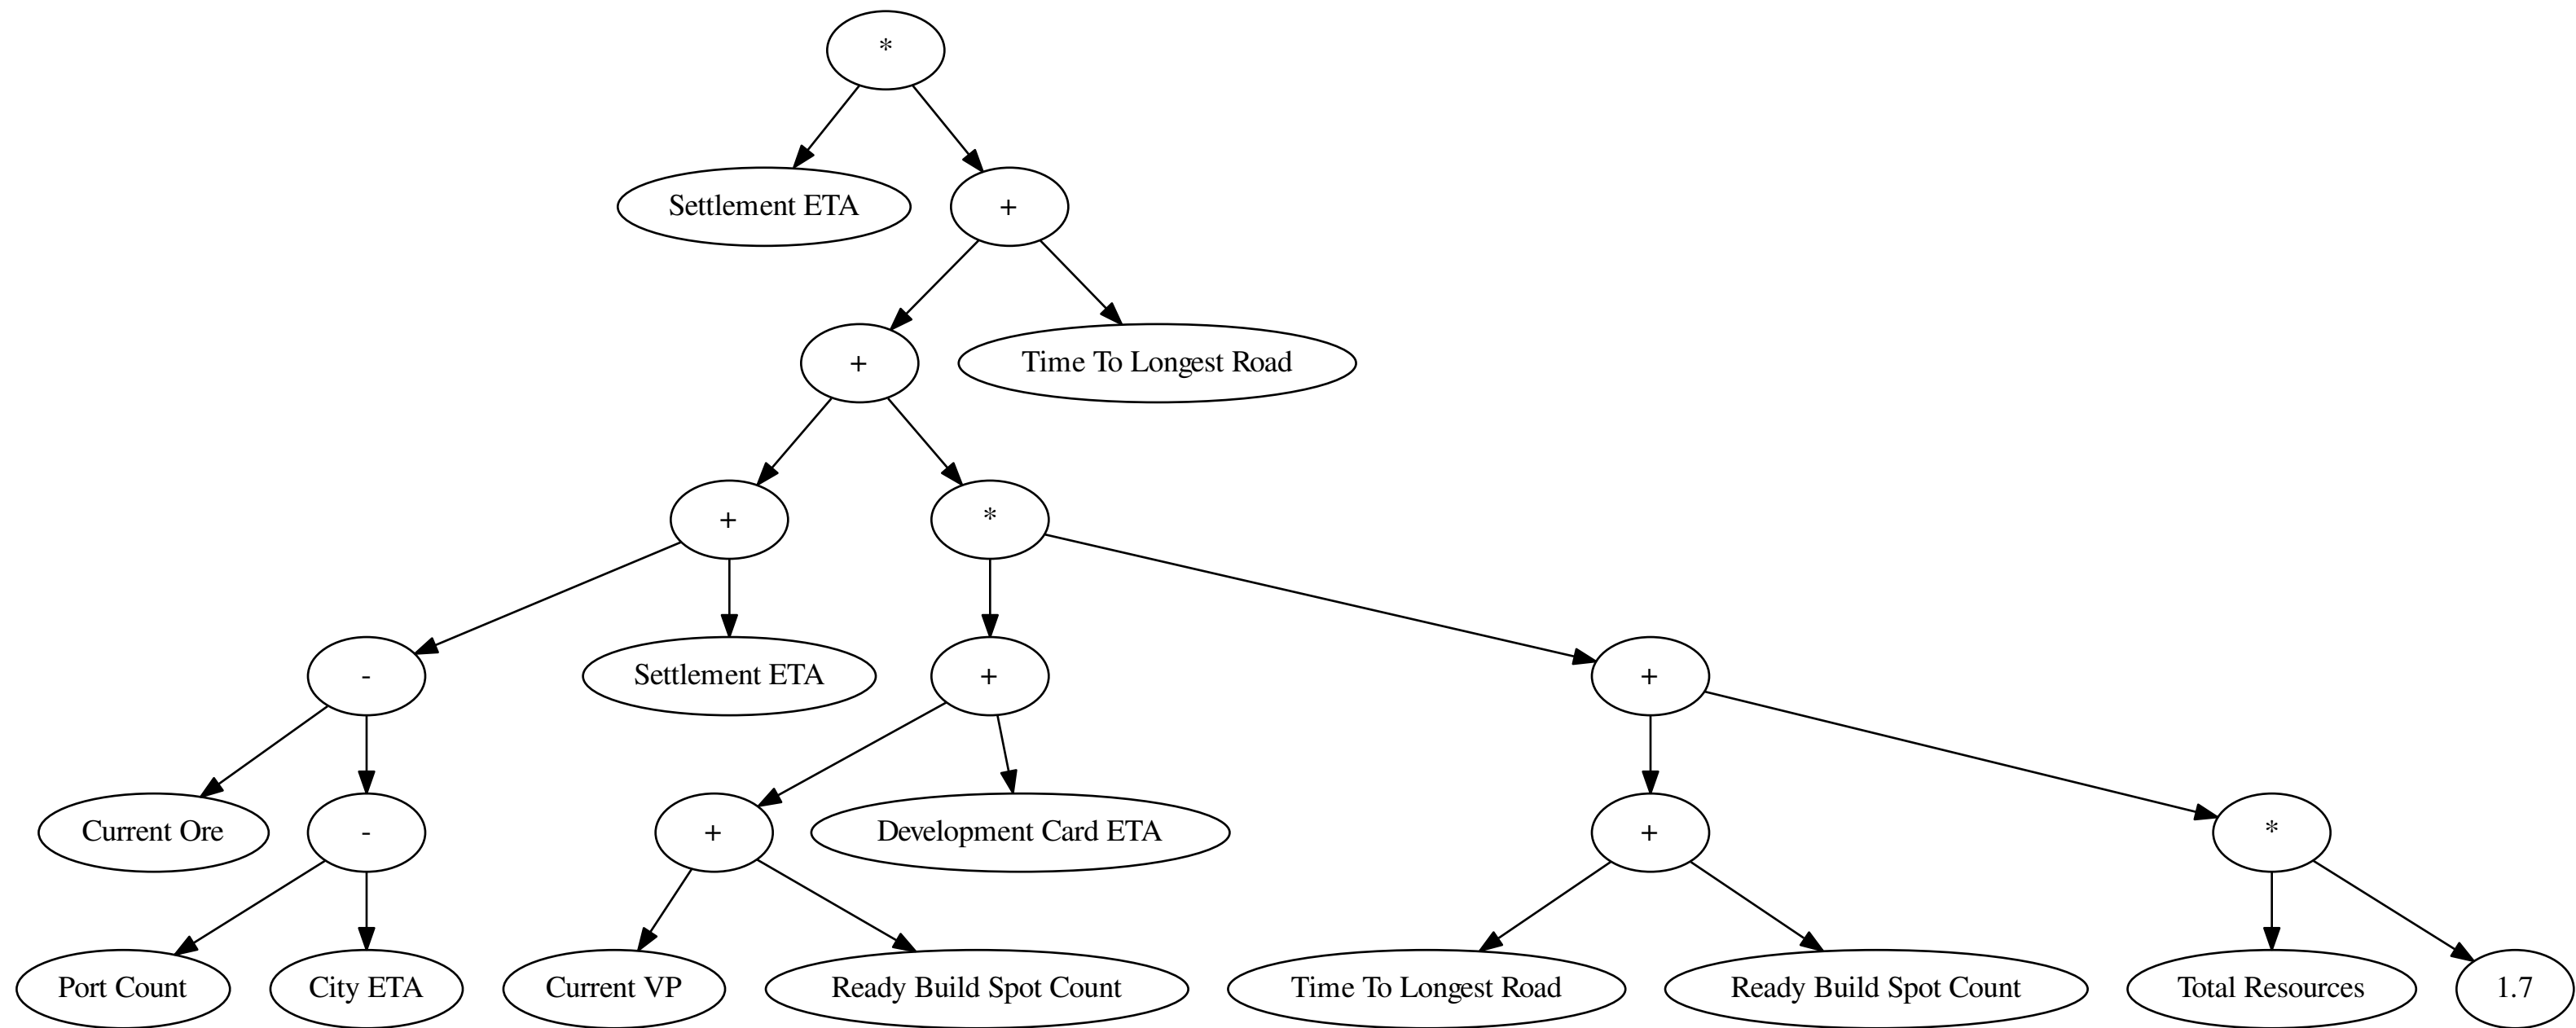 *
Settlement ETA
+
+
Time To Longest Road
+
*
-
Settlement ETA
+
+
Current Ore
-
+
Development Card ETA
+
*
Port Count
City ETA
Current VP
Ready Build Spot Count
Time To Longest Road
Ready Build Spot Count
Total Resources
1.7